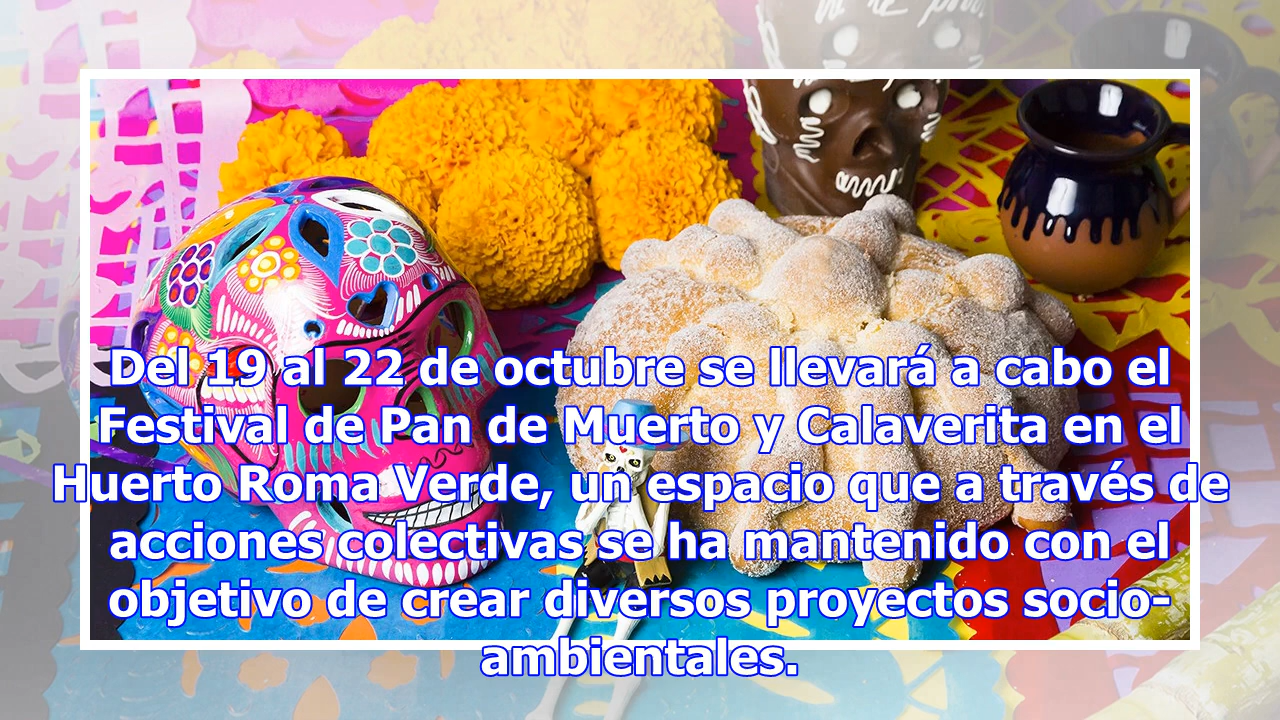 Del 19 al 22 de octubre se llevará a cabo el
Festival de Pan de Muerto y Calaverita en el
Huerto Roma Verde, un espacio que a través de
acciones colectivas se ha mantenido con el
objetivo de crear diversos proyectos socio-
ambientales.